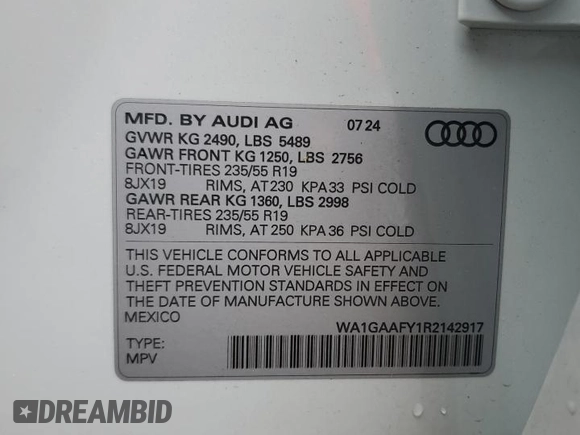 MFD. BY AUDI AG 07 24
GVWR KG 2490, LBS 5489
GAWR FRONT KG 1250, LBS 2756
FRONT-TIRES 235/55 R19
8JX19 RIMS, AT 230 KPA 33 PSI COLD
GAWR REAR KG 1360, LBS 2998
REAR-TIRES 235/55 R19
8JX19 RIMS, AT 250 KPA 36 PSI COLD
THIS VEHICLE CONFORMS TO ALL APPLICABLE
U.S. FEDERAL MOTOR VEHICLE SAFETY AND
THEFT PREVENTION STANDARDS IN EFFECT ON
THE DATE OF MANUFACTURE SHOWN ABOVE.
MEXICO
WA1GAAFY1R2142917
TYPE:
MPV
DREAMBID